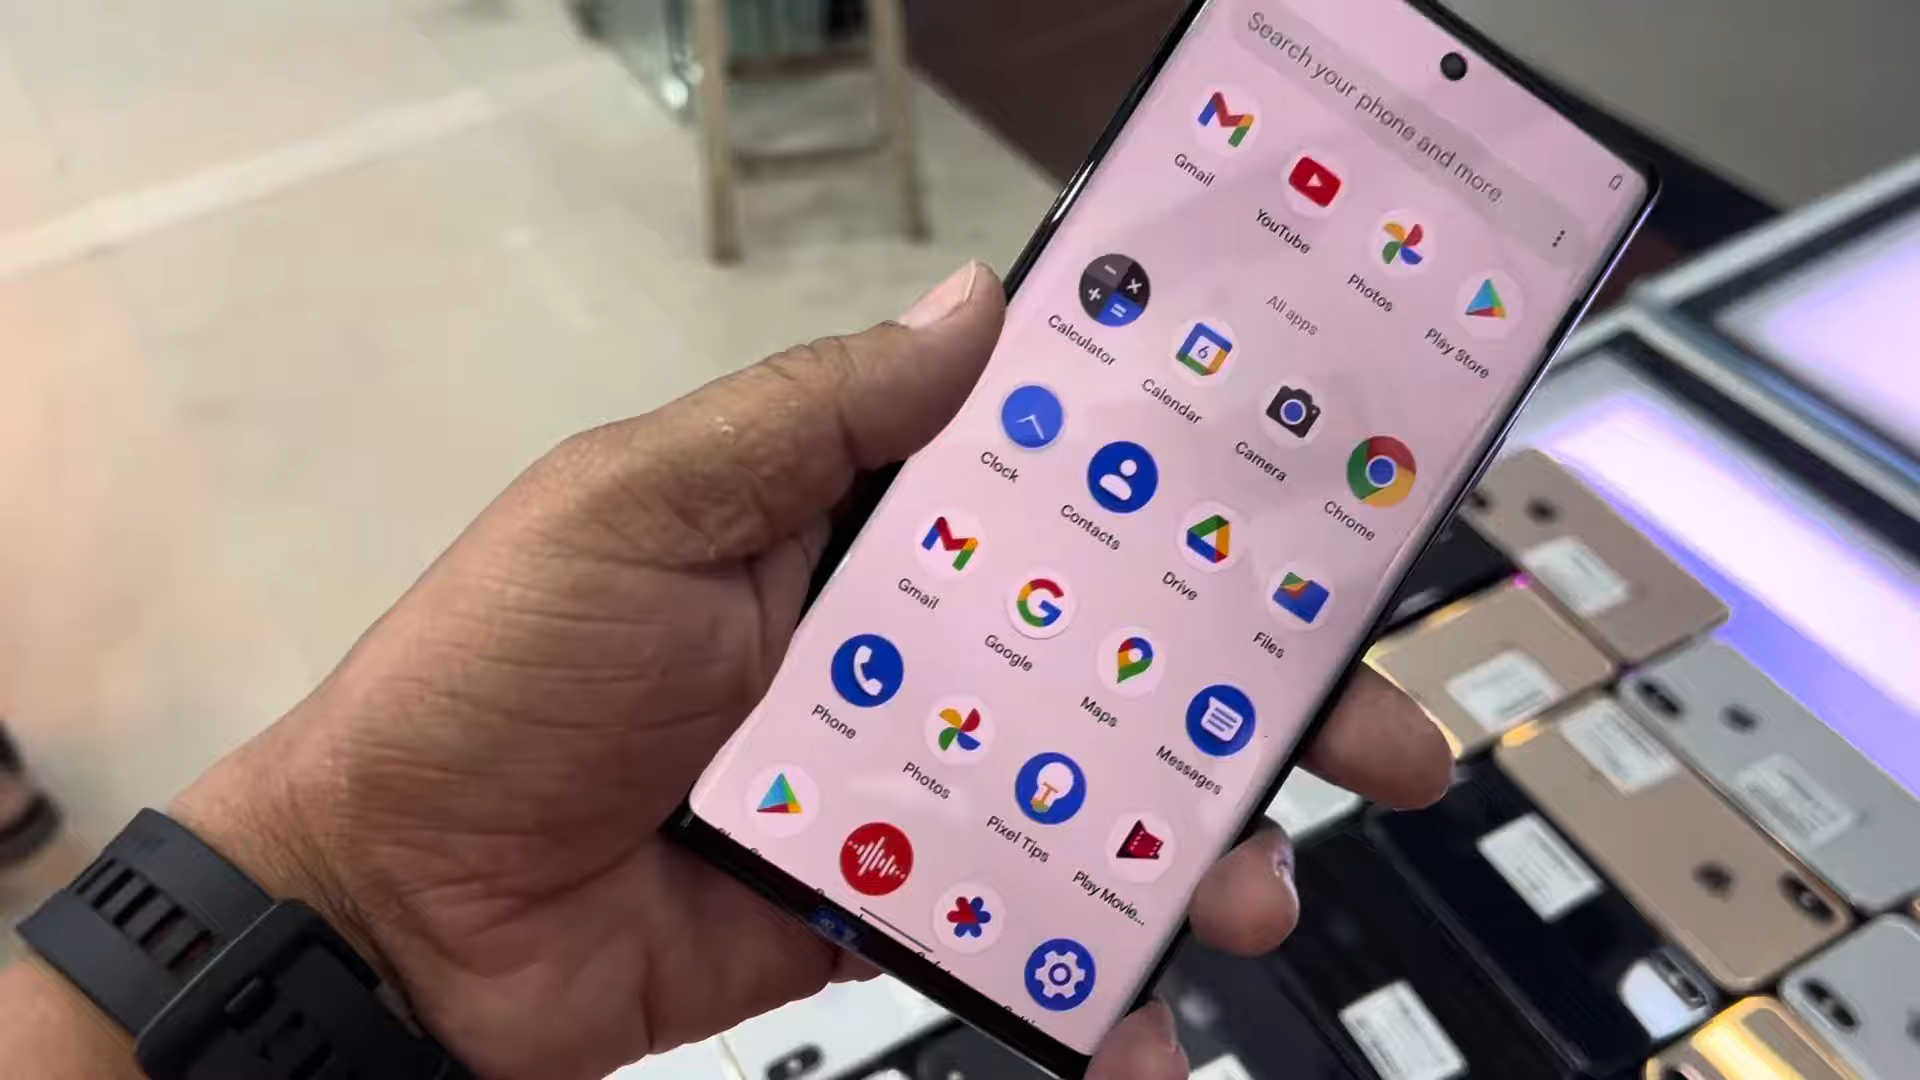 Search your phone and more
Gmail
YouTube
Photos
Play Store
All apps
Calculator
Calendar
6
Camera
Chrome
Clock
Contacts
Drive
Files
Gmail
Google
Maps
Messages
Phone
Photos
Pixel Tips
Play Movie...